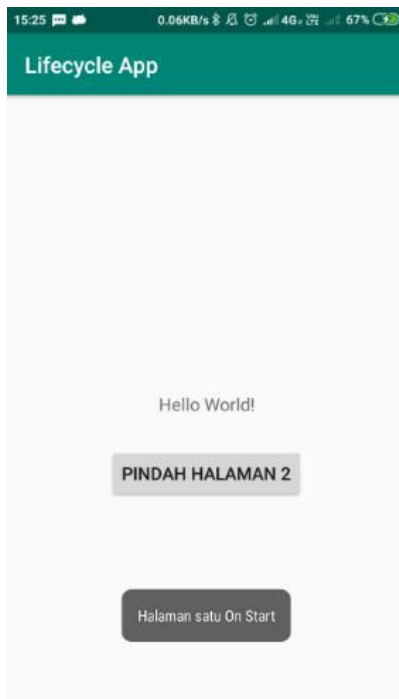 15:25 0.06KB/s 4G+ 67%
Lifecycle App
Hello World!
PINDAH HALAMAN 2
Halaman satu On Start